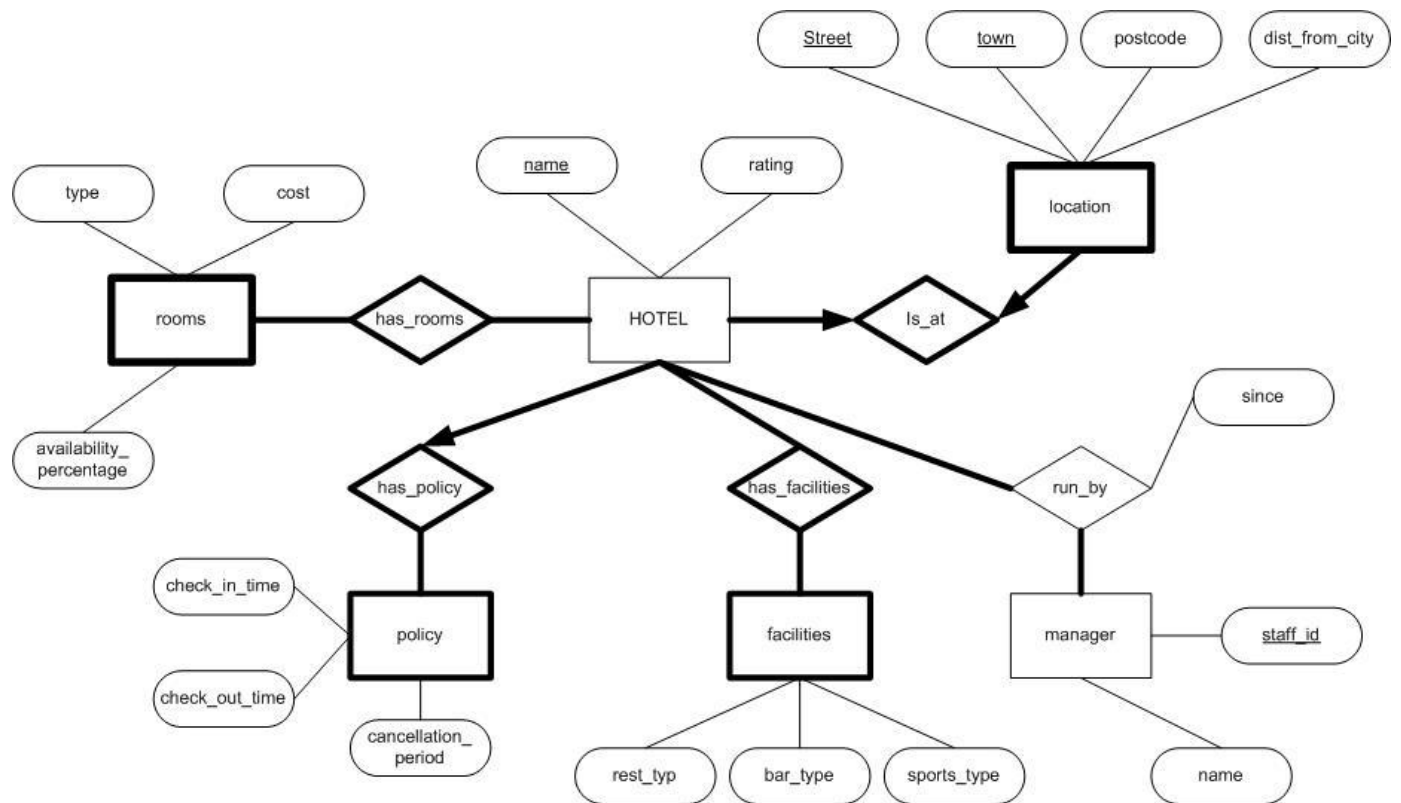 Street
town
postcode
dist_from_city
name
rating
type
cost
location
rooms
has_rooms
HOTEL
Is_at
availability_
percentage
since
has_policy
has_facilities
run_by
check_in_time
policy
facilities
manager
staff_id
check_out_time
cancellation_
period
rest_typ
bar_type
sports_type
name